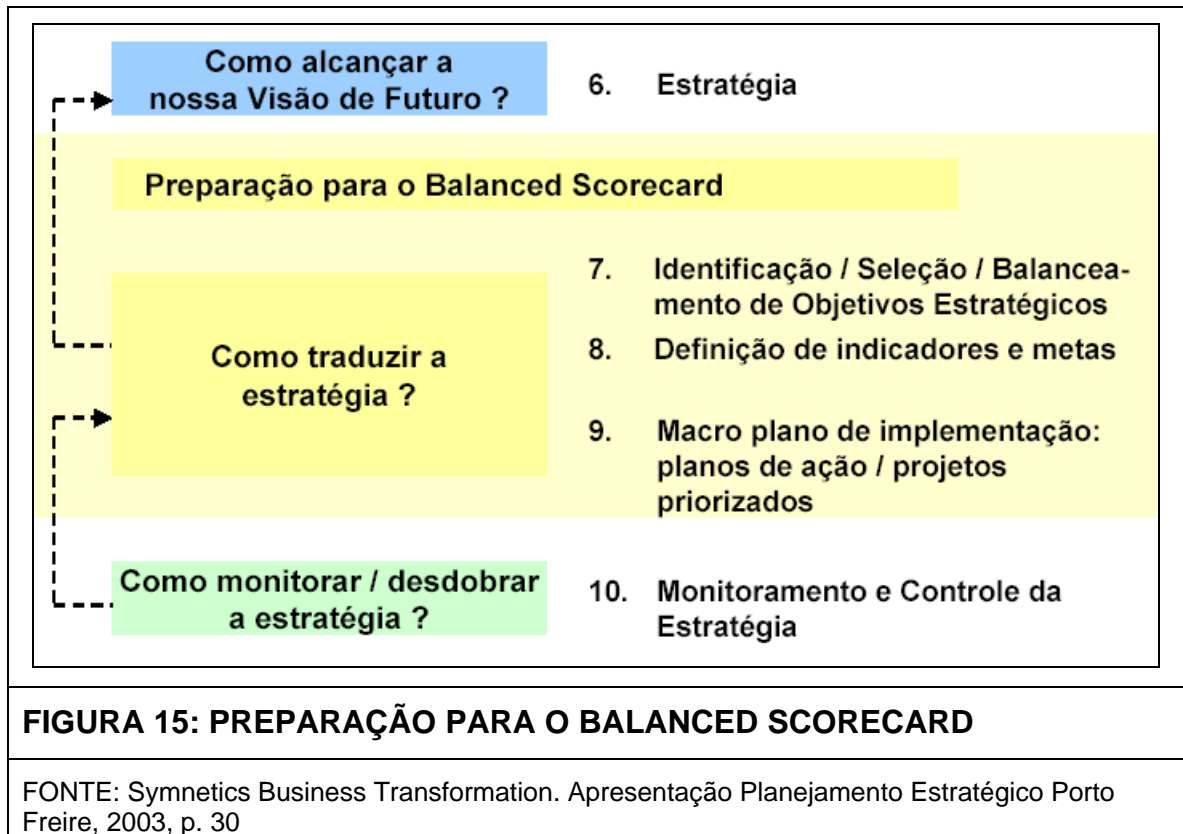 Como alcançar a
nossa Visão de Futuro ?
6. Estratégia
Preparação para o Balanced Scorecard
Como traduzir a
estratégia ?
7. Identificação / Seleção / Balancea-
mento de Objetivos Estratégicos
8. Definição de indicadores e metas
9. Macro plano de implementação:
planos de ação / projetos
priorizados
Como monitorar / desdobrar
a estratégia ?
10. Monitoramento e Controle da
Estratégia
FIGURA 15: PREPARAÇÃO PARA O BALANCED SCORECARD
FONTE: Symnetics Business Transformation. Apresentação Planejamento Estratégico Porto
Freire, 2003, p. 30